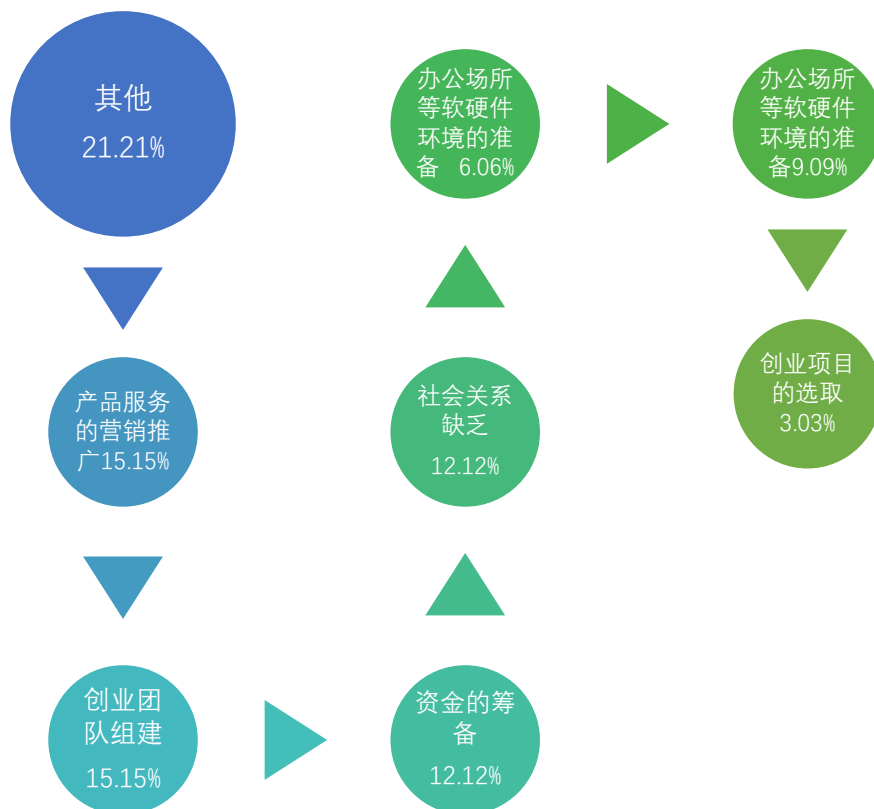 其他
21.21%
产品服务
的营销推
广15.15%
创业团
队组建
15.15%
资金的筹
备
12.12%
社会关系
缺乏
12.12%
办公场所
等软硬件
环境的准
备 6.06%
办公场所
等软硬件
环境的准
备9.09%
创业项目
的选取
3.03%